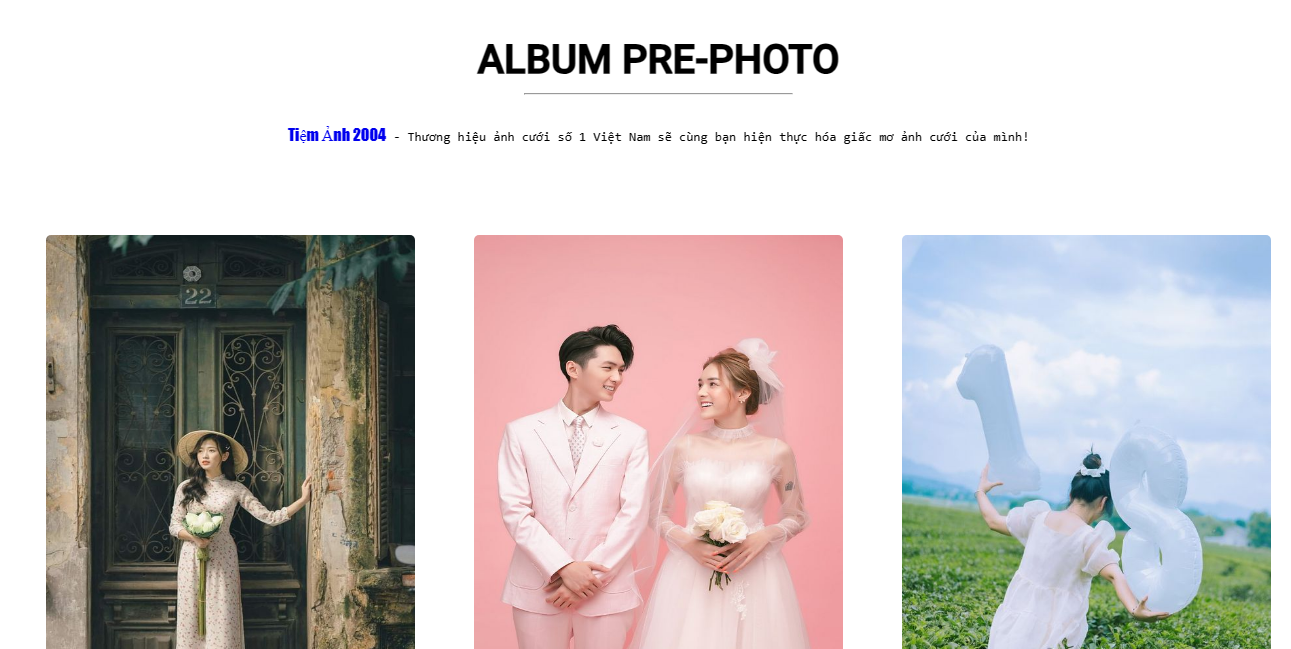 ALBUM PRE-PHOTO
Tiệm Ảnh 2004 - Thương hiệu ảnh cưới số 1 Việt Nam sẽ cùng bạn hiện thực hóa giấc mơ ảnh cưới của mình!
22
18